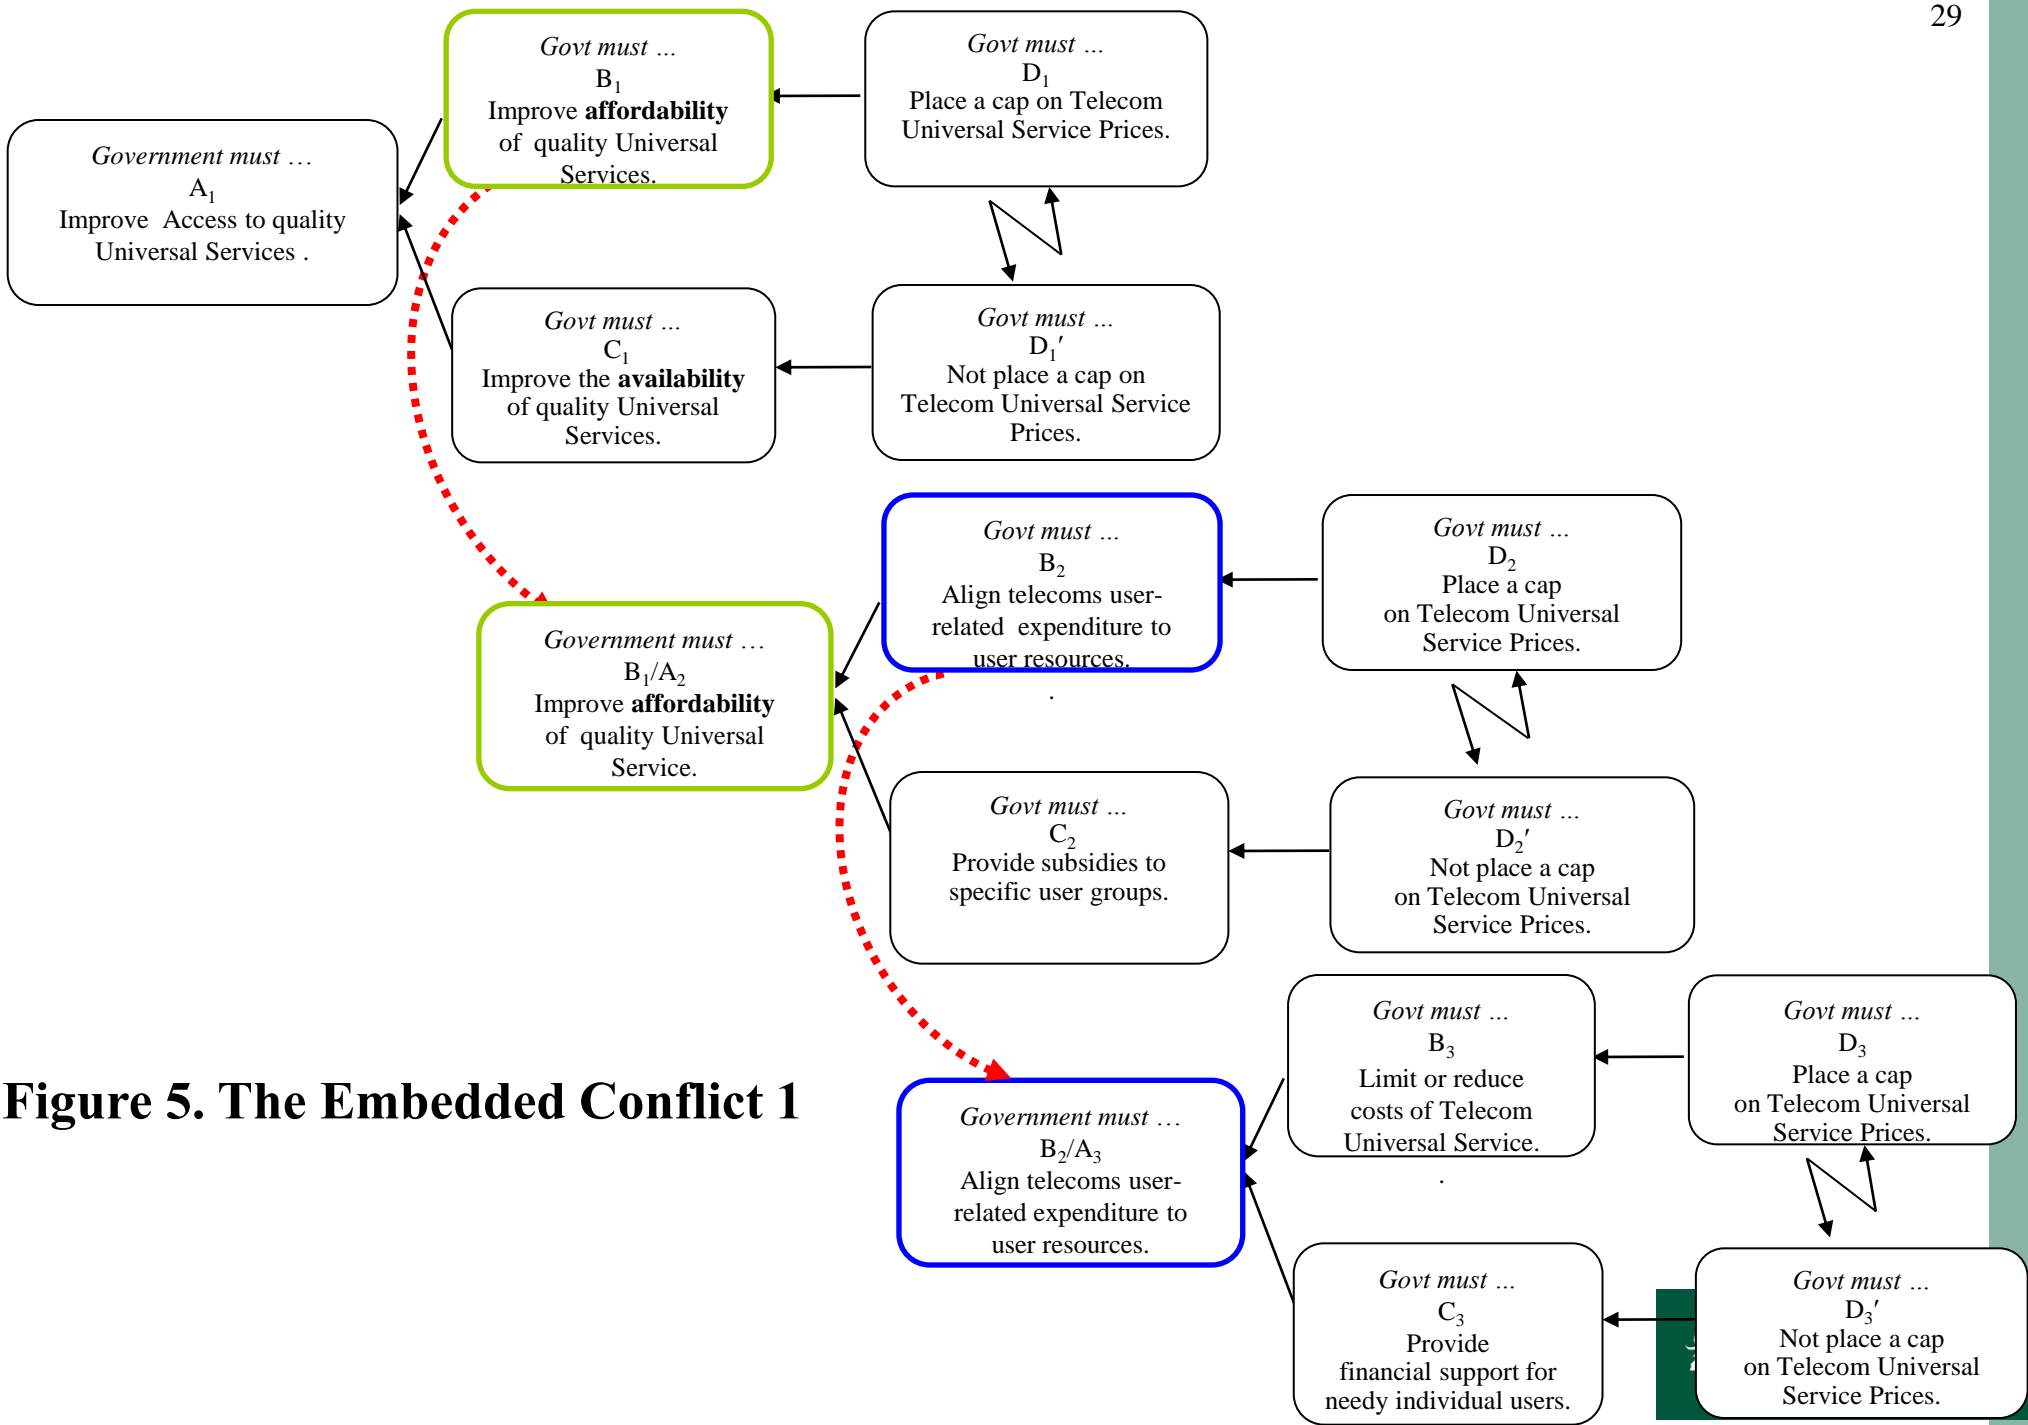 29
Govt must …
B₁
Improve affordability
of quality Universal
Services.
Govt must …
D₁
Place a cap on Telecom
Universal Service Prices.
Government must …
A₁
Improve Access to quality
Universal Services .
Govt must …
C₁
Improve the availability
of quality Universal
Services.
Govt must …
D₁′
Not place a cap on
Telecom Universal Service
Prices.
Govt must …
B₂
Align telecoms user-
related expenditure to
user resources.
.
Govt must …
D₂
Place a cap
on Telecom Universal
Service Prices.
Government must …
B₁/A₂
Improve affordability
of quality Universal
Service.
Govt must …
C₂
Provide subsidies to
specific user groups.
Govt must …
D₂′
Not place a cap
on Telecom Universal
Service Prices.
Govt must …
B₃
Limit or reduce
costs of Telecom
Universal Service.
.
Govt must …
D₃
Place a cap
on Telecom Universal
Service Prices.
Figure 5. The Embedded Conflict 1
Government must …
B₂/A₃
Align telecoms user-
related expenditure to
user resources.
Govt must …
C₃
Provide
financial support for
needy individual users.
Govt must …
D₃′
Not place a cap
on Telecom Universal
Service Prices.